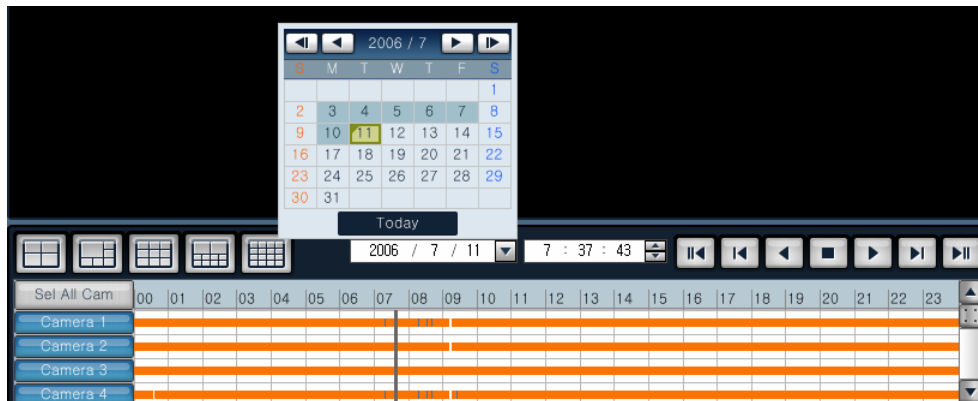 2006 / 7
S M T W T F S
1
2 3 4 5 6 7 8
9 10 11 12 13 14 15
16 17 18 19 20 21 22
23 24 25 26 27 28 29
30 31
Today
2006 / 7 / 11 7 : 37 : 43
Sel All Cam 00 01 02 03 04 05 06 07 08 09 10 11 12 13 14 15 16 17 18 19 20 21 22 23
Camera 1
Camera 2
Camera 3
Camera 4